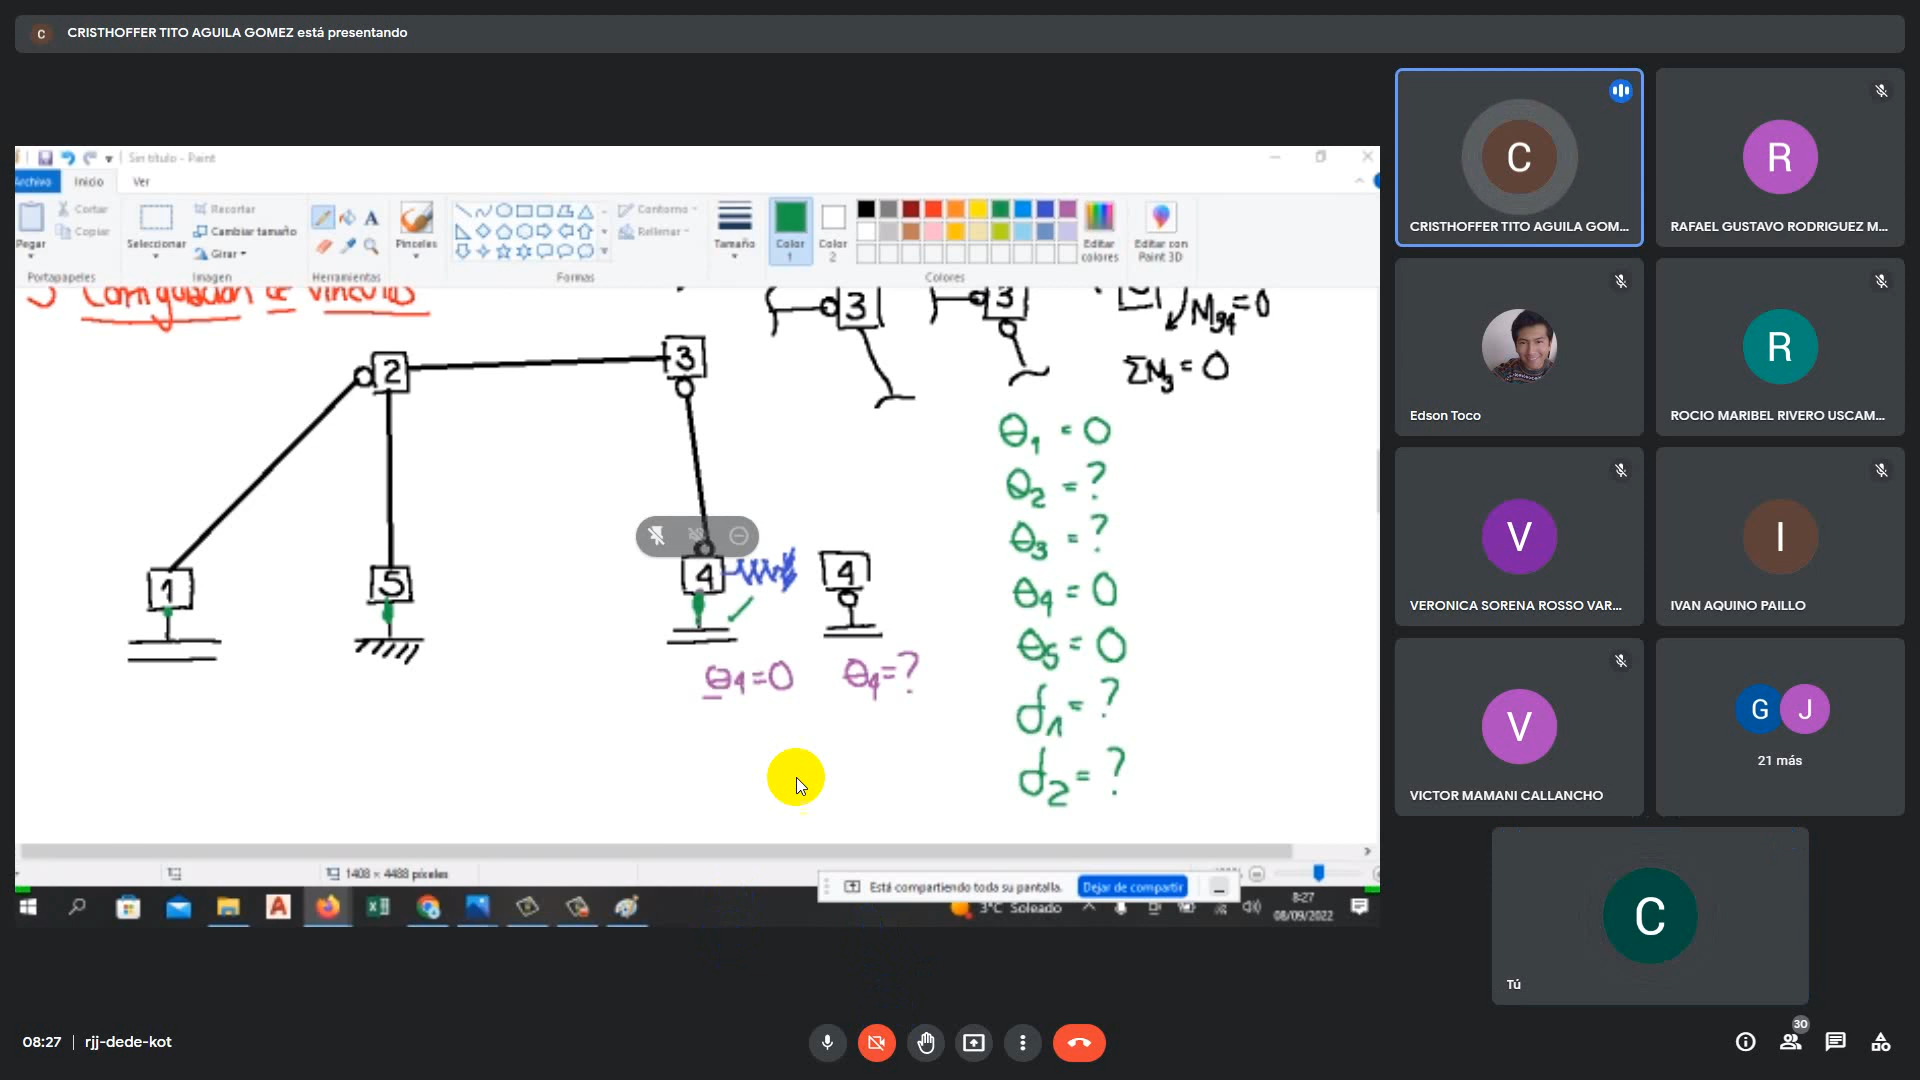 C
CRISTHOFFER TITO AGUILA GOMEZ está presentando
Sin título - Paint
Archivo
Inicio
Ver
Pegar
Cortar
Copiar
Portapapeles
Seleccionar
Recortar
Cambiar tamaño
Girar
Imagen
A
Herramientas
Pinceles
Formas
Contorno
Rellenar
Tamaño
Color
1
Color
2
Editar
colores
Editar con
Paint 3D
Colores
Configuración de vínculos
2
3
1
5
4
4
θ4=0
θ4=?
3
3
M34=0
ΣM3 = 0
θ1 = 0
θ2 = ?
θ3 = ?
θ4 = 0
θ5 = 0
d1 = ?
d2 = ?
1408 × 4488 píxeles
Está compartiendo toda su pantalla.
Dejar de compartir
3°C Soleado
8:27
08/09/2022
C
CRISTHOFFER TITO AGUILA GOM...
R
RAFAEL GUSTAVO RODRIGUEZ M...
Edson Toco
R
ROCIO MARIBEL RIVERO USCAM...
V
VERONICA SORENA ROSSO VAR...
I
IVAN AQUINO PAILLO
V
VICTOR MAMANI CALLANCHO
G
J
21 más
C
Tú
08:27
rjj-dede-kot
30